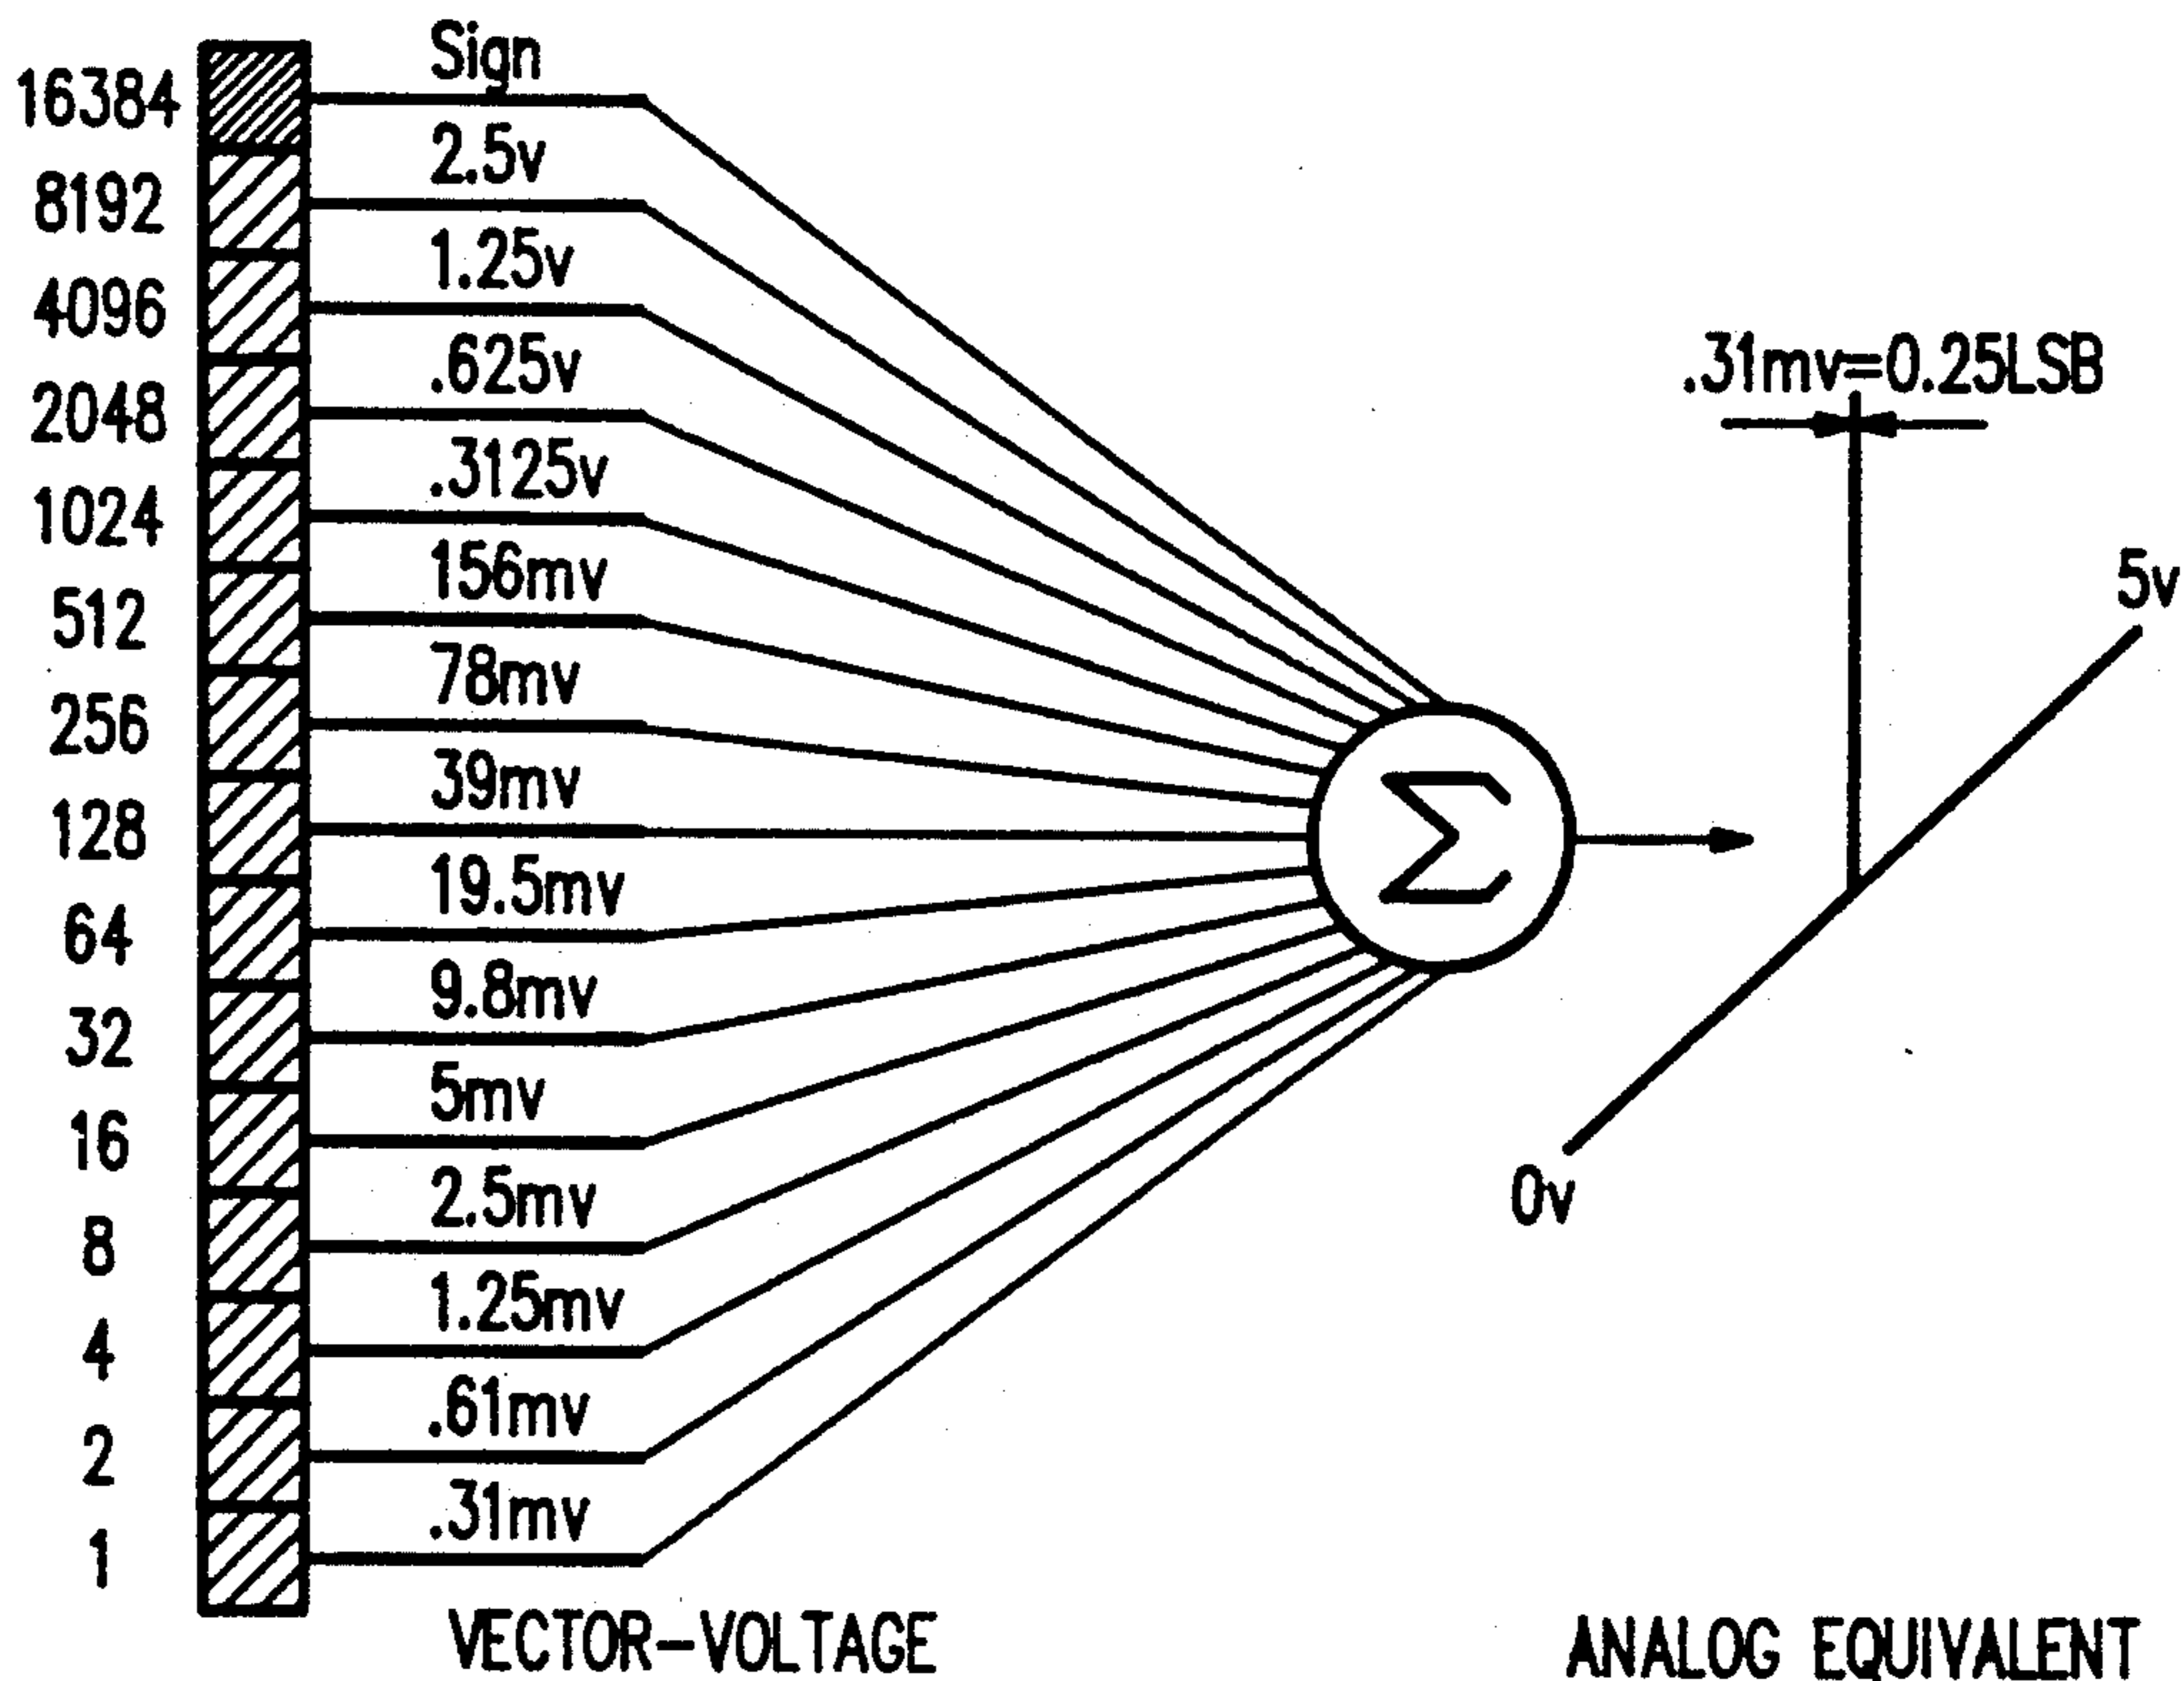 Sign
16384
2.5v
8192
1.25v
4096
.625v
2048
.3125v
1024
156mv
512
78mv
256
39mv
128
19.5mv
64
9.8mv
32
5mv
16
2.5mv
8
1.25mv
4
.61mv
2
.31mv
1
VECTOR-VOLTAGE
Σ
.31mv=0.25LSB
5v
0v
ANALOG EQUIVALENT